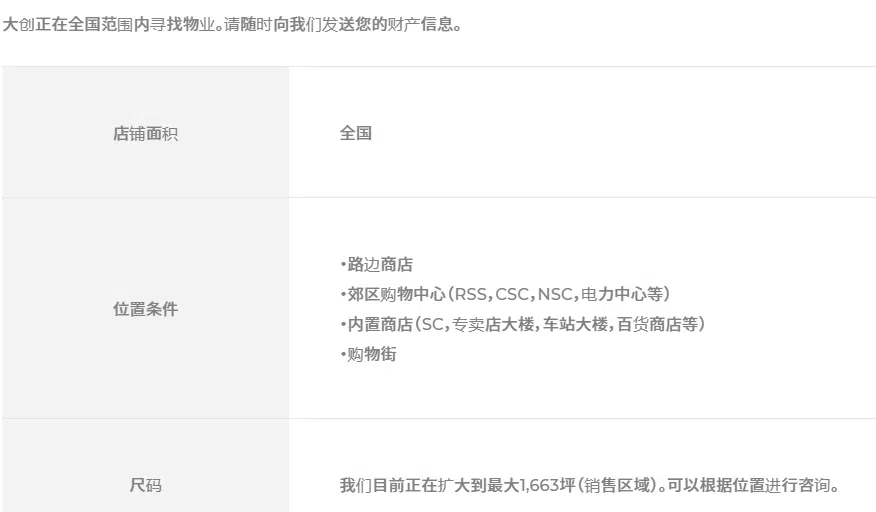 大创正在全国范围内寻找物业。请随时向我们发送您的财产信息。
店铺面积
全国
位置条件
•路边商店
•郊区购物中心（RSS，CSC，NSC，电力中心等）
•内置商店（SC，专卖店大楼，车站大楼，百货商店等）
•购物街
尺码
我们目前正在扩大到最大1,663坪（销售区域）。可以根据位置进行咨询。